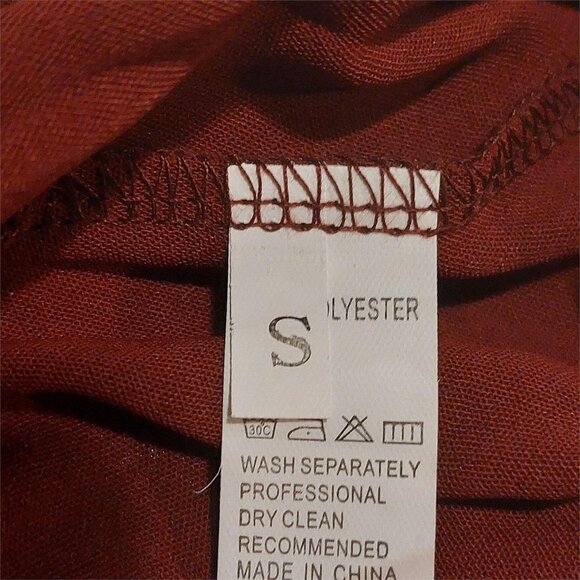 S
OLYESTER
30C
WASH SEPARATELY
PROFESSIONAL
DRY CLEAN
RECOMMENDED
MADE IN CHINA